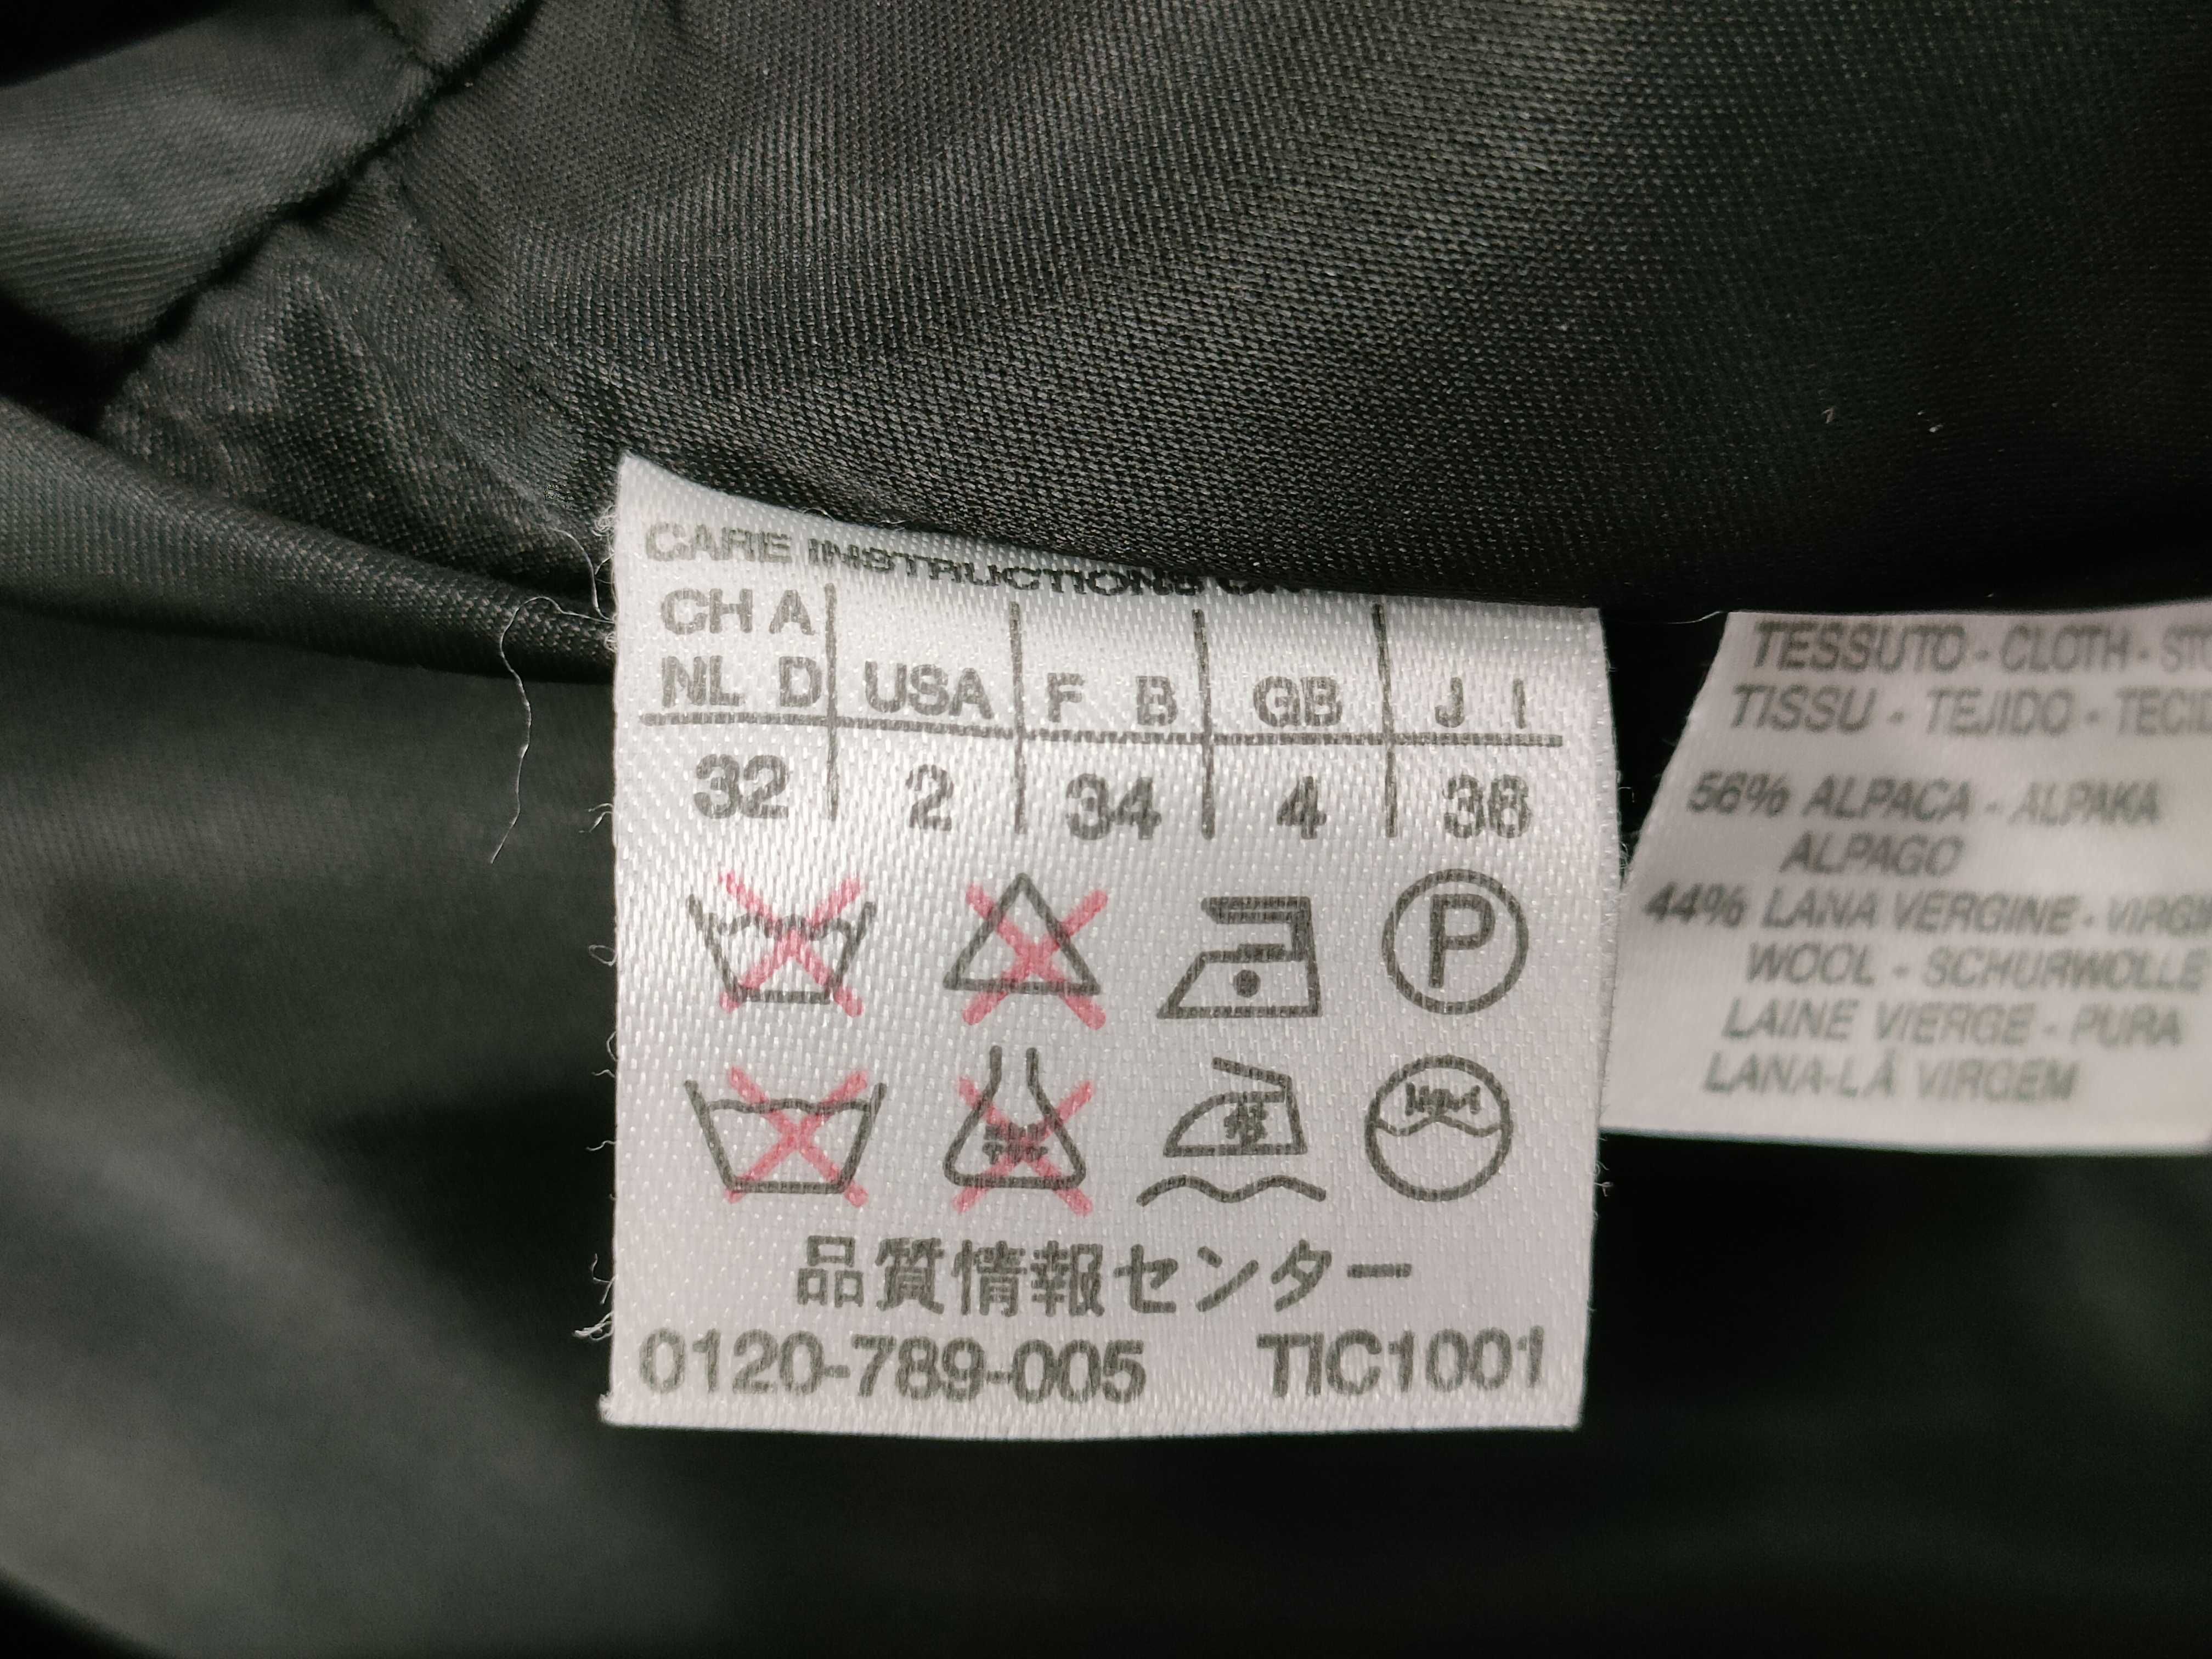 CARE INSTRUCTIONS
CH A
NL D USA F B GB J I
32 2 34 4 36
P
品質情報センター
0120-789-005 TIC1001
TESSUTO - CLOTH -
TISSU - TEJIDO -
56% ALPACA - ALPAKA
ALPAGO
44% LANA VERGINE -
WOOL - SCHURWOLLE
LAINE VIERGE - PURA
LANA-LÃ VIRGEM